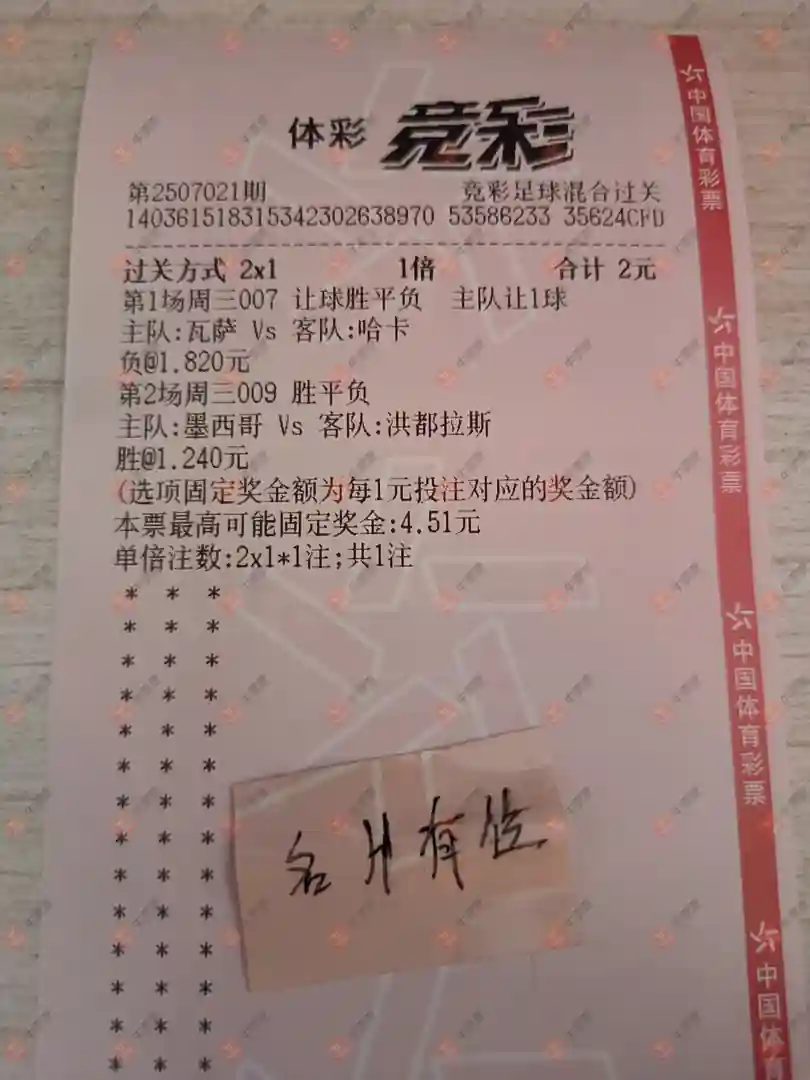 体彩 竞彩
第2507021期 竞彩足球混合过关
140361518315342302638970 53586233 35624CFD
过关方式 2x1 1倍 合计 2元
第1场周三007 让球胜平负 主队让1球
主队:瓦萨 Vs 客队:哈卡
负@1.820元
第2场周三009 胜平负
主队:墨西哥 Vs 客队:洪都拉斯
胜@1.240元
(选项固定奖金额为每1元投注对应的奖金额)
本票最高可能固定奖金:4.51元
单倍注数:2x1*1注;共1注
* * *
* * *
* * *
* * *
* * *
* * *
* * *
* * *
* * *
* * *
* * *
* * *
* * *
* * *
名片有位
中国体育彩票
中国体育彩票
中国体育彩票
中国体育